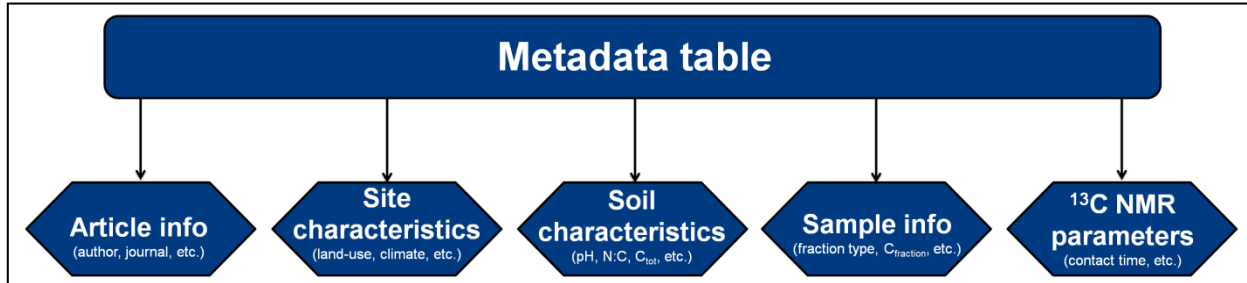 Metadata table
Article info
(author, journal, etc.)
Site
characteristics
(land-use, climate, etc.)
Soil
characteristics
(pH, N:C, Ctot, etc.)
Sample info
(fraction type, Cfraction, etc.)
¹³C NMR
parameters
(contact time, etc.)